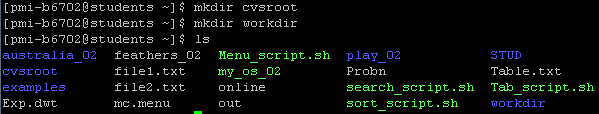 [pmi-b6702@students ~]$ mkdir cvsroot
[pmi-b6702@students ~]$ mkdir workdir
[pmi-b6702@students ~]$ ls
australia_02 feathers_02 Menu_script.sh play_02 STUD
cvsroot file1.txt my_os_02 Probn Table.txt
examples file2.txt online search_script.sh Tab_script.sh
Exp.dwt mc.menu out sort_script.sh workdir